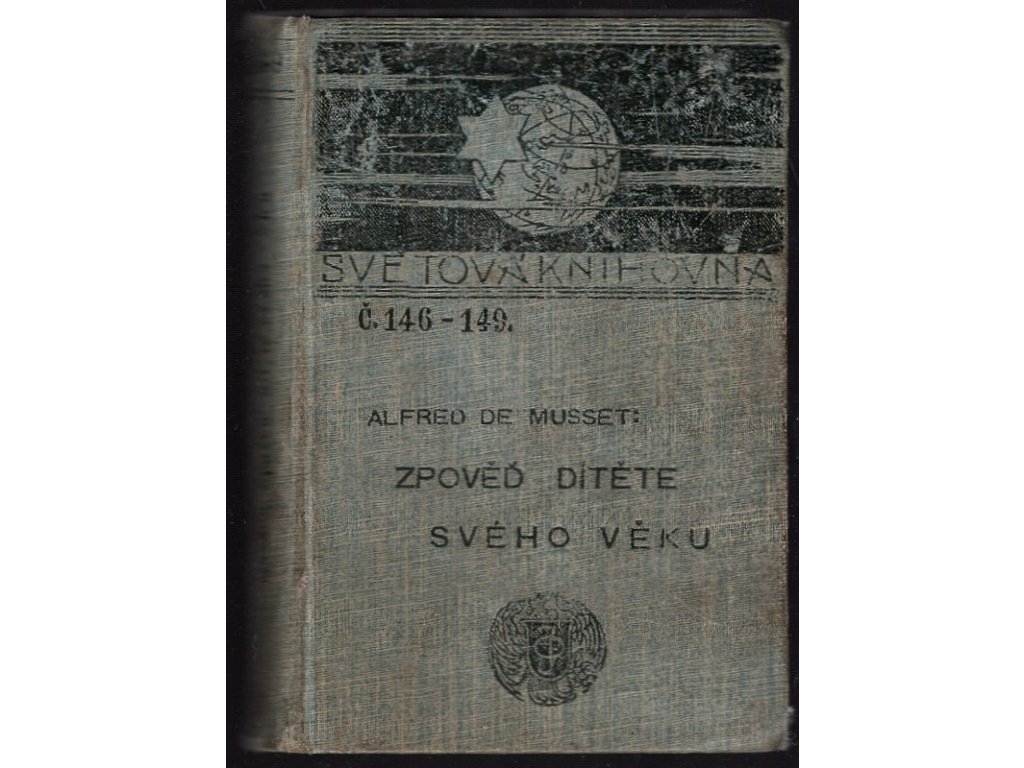 SVĚTOVÁ KNIHOVNA
Č. 146 - 149.
ALFRED DE MUSSET:
ZPOVĚĎ DÍTĚTE
SVÉHO VĚKU